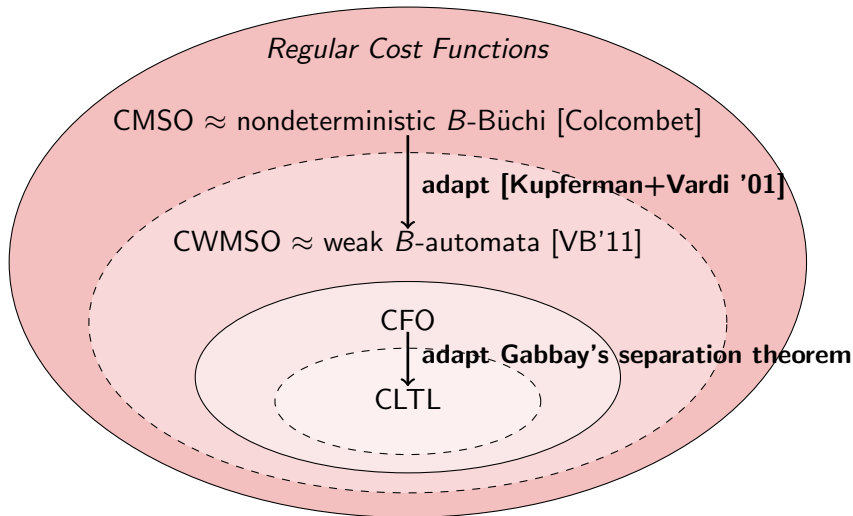 Regular Cost Functions
CMSO ≈ nondeterministic B-Büchi [Colcombet]
adapt [Kupferman+Vardi '01]
CWMSO ≈ weak B-automata [VB'11]
CFO
adapt Gabbay's separation theorem
CLTL